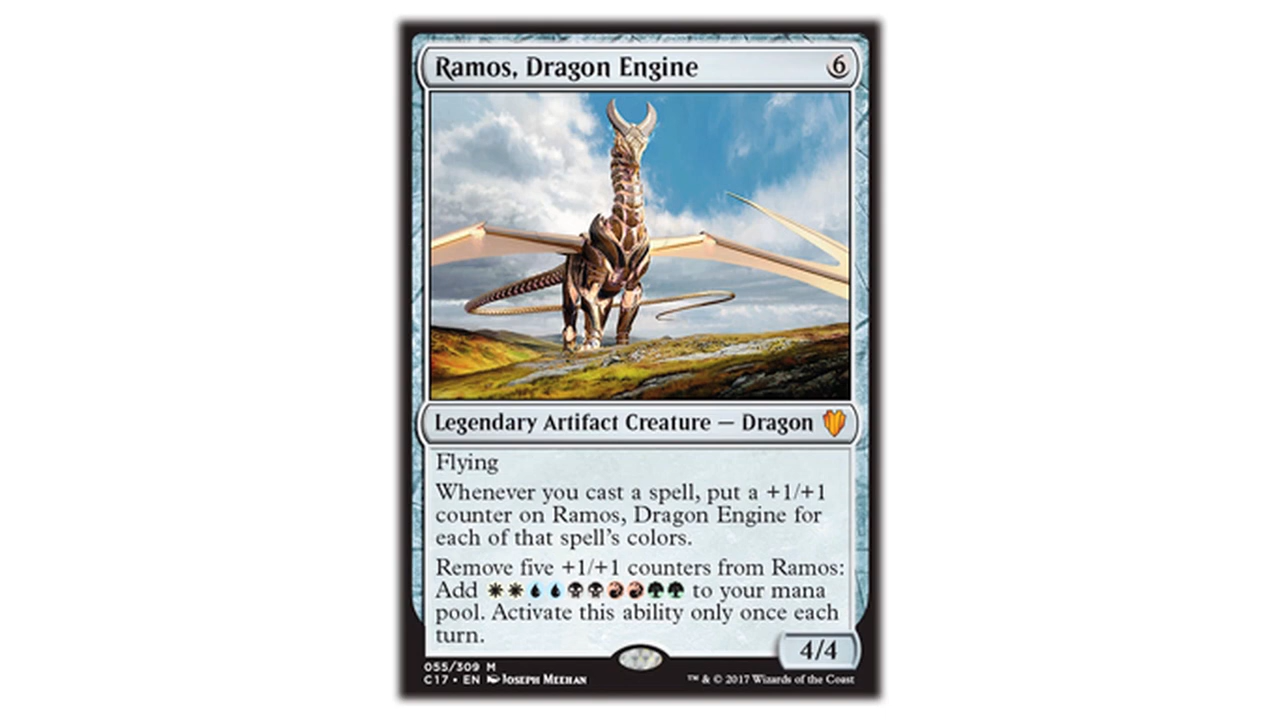 Ramos, Dragon Engine 6
Legendary Artifact Creature — Dragon
Flying
Whenever you cast a spell, put a +1/+1
counter on Ramos, Dragon Engine for
each of that spell's colors.
Remove five +1/+1 counters from Ramos:
Add to your mana
pool. Activate this ability only once each
turn.
4/4
055/309 M
C17 • EN Joseph Meehan
™ & © 2017 Wizards of the Coast